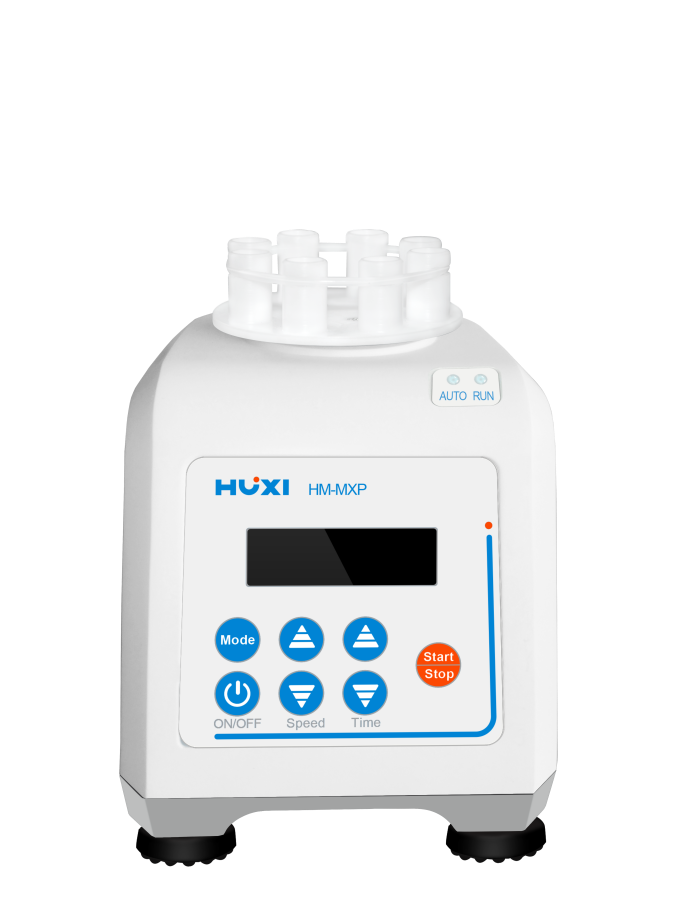 AUTO RUN
HUXI HM-MXP
Mode
Start
Stop
ON/OFF Speed Time